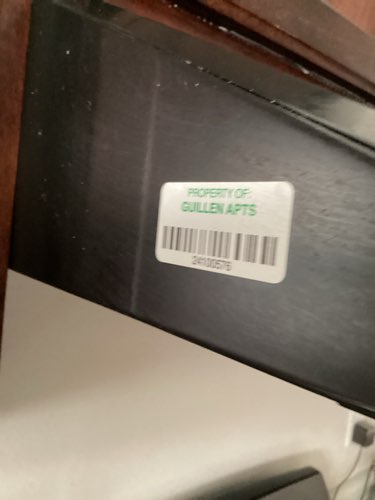 PROPERTY OF:
GUILLEN APTS
24100576